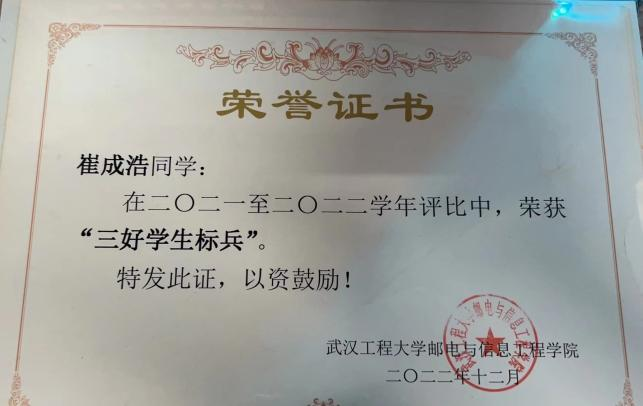 荣誉证书
崔成浩同学：
在二〇二一至二〇二二学年评比中，荣获
“三好学生标兵”。
特发此证，以资鼓励！
武汉工程大学邮电与信息工程学院
二〇二二年十二月